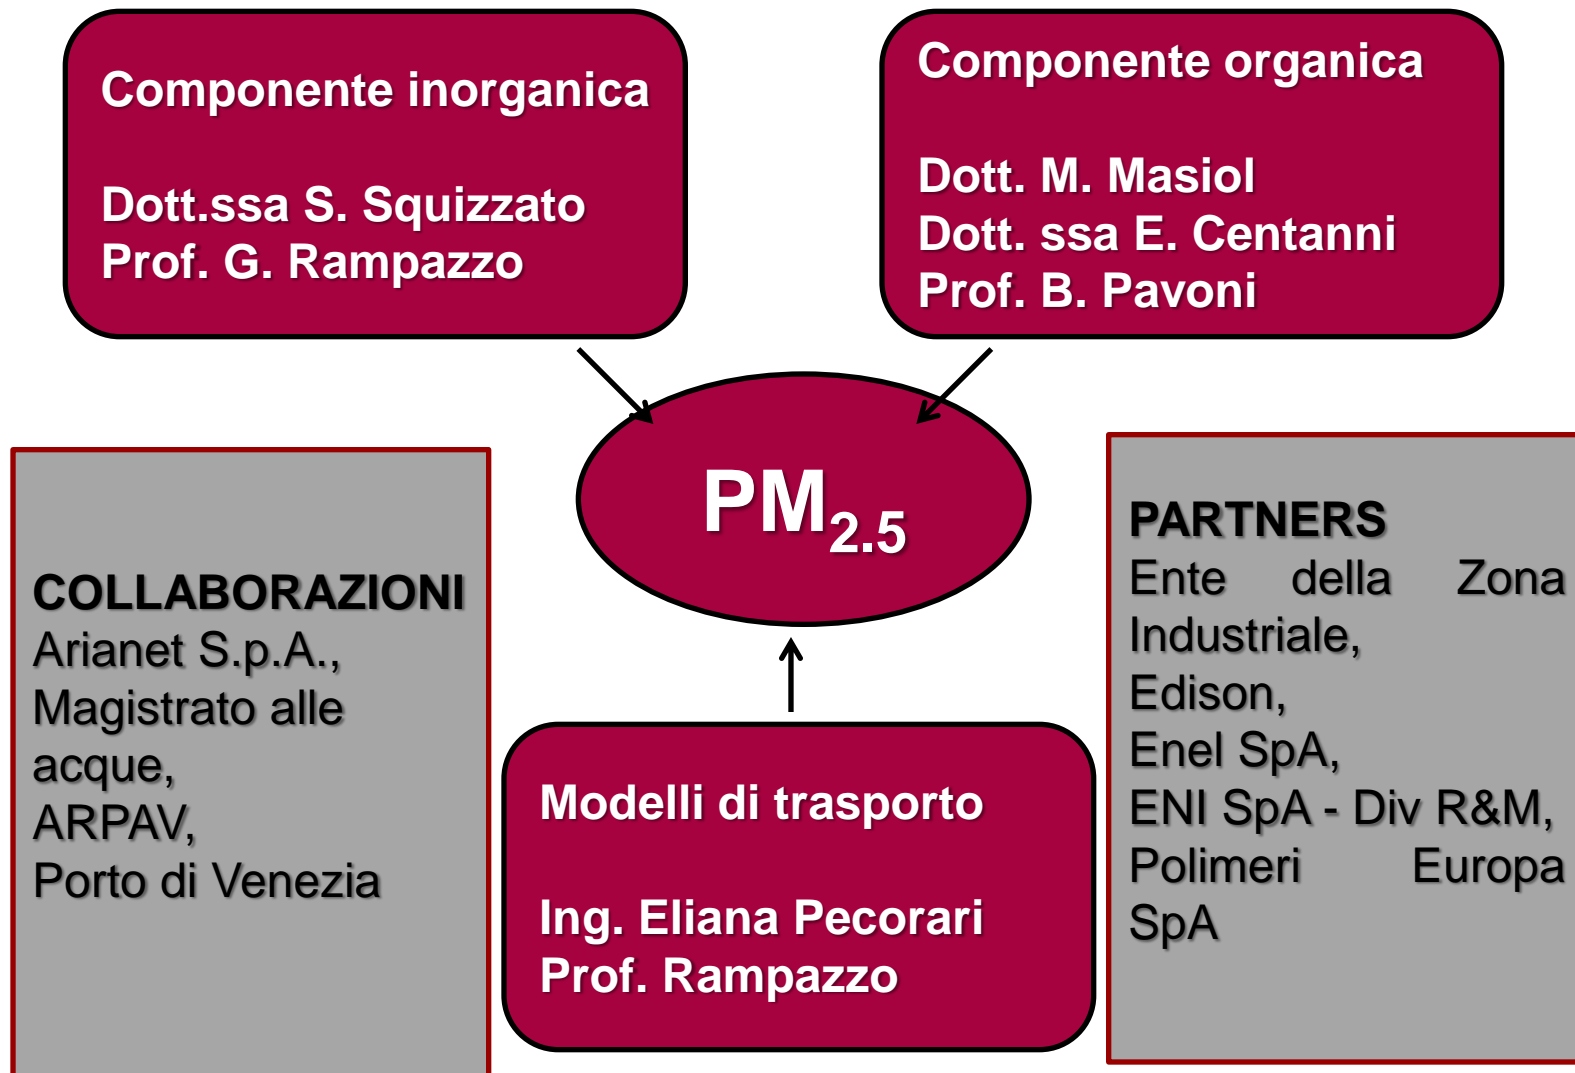 Componente inorganica
Dott.ssa S. Squizzato
Prof. G. Rampazzo
Componente organica
Dott. M. Masiol
Dott. ssa E. Centanni
Prof. B. Pavoni
PM2.5
COLLABORAZIONI
Arianet S.p.A.,
Magistrato alle
acque,
ARPAV,
Porto di Venezia
Modelli di trasporto
Ing. Eliana Pecorari
Prof. Rampazzo
PARTNERS
Ente della Zona
Industriale,
Edison,
Enel SpA,
ENI SpA - Div R&M,
Polimeri Europa
SpA